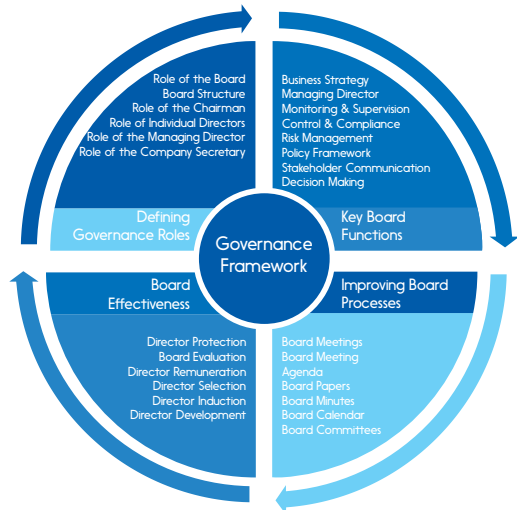 Role of the Board
Board Structure
Role of the Chairman
Role of Individual Directors
Role of the Managing Director
Role of the Company Secretary
Defining
Governance Roles
Business Strategy
Managing Director
Monitoring & Supervision
Control & Compliance
Risk Management
Policy Framework
Stakeholder Communication
Decision Making
Key Board
Functions
Governance
Framework
Board
Effectiveness
Director Protection
Board Evaluation
Director Remuneration
Director Selection
Director Induction
Director Development
Improving Board
Processes
Board Meetings
Board Meeting
Agenda
Board Papers
Board Minutes
Board Calendar
Board Committees